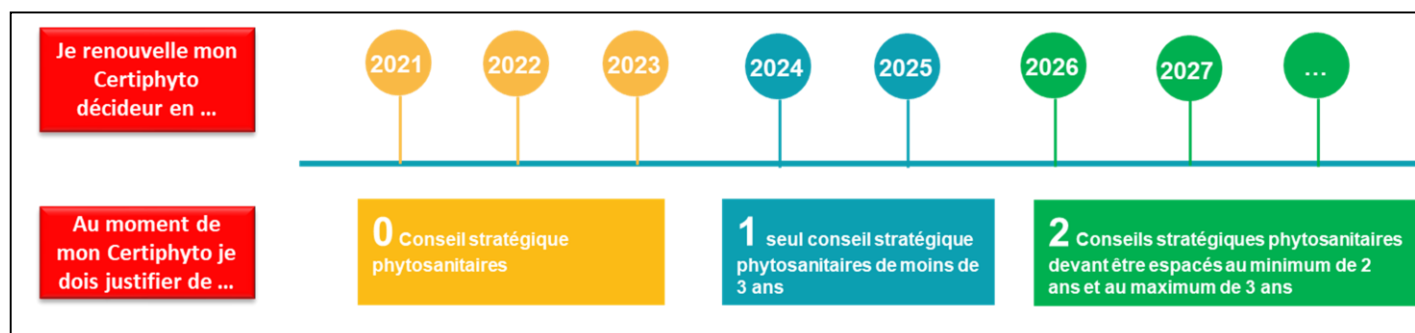 Je renouvelle mon
Certiphyto
décideur en ...
2021
2022
2023
2024
2025
2026
2027
...
Au moment de
mon Certiphyto je
dois justifier de ...
0 Conseil stratégique
phytosanitaires
1 seul conseil stratégique
phytosanitaires de moins de
3 ans
2 Conseils stratégiques phytosanitaires
devant être espacés au minimum de 2
ans et au maximum de 3 ans